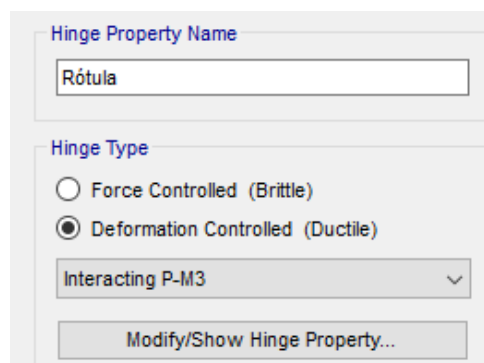 Hinge Property Name
Rótula
Hinge Type
Force Controlled (Brittle)
Deformation Controlled (Ductile)
Interacting P-M3
Modify/Show Hinge Property...